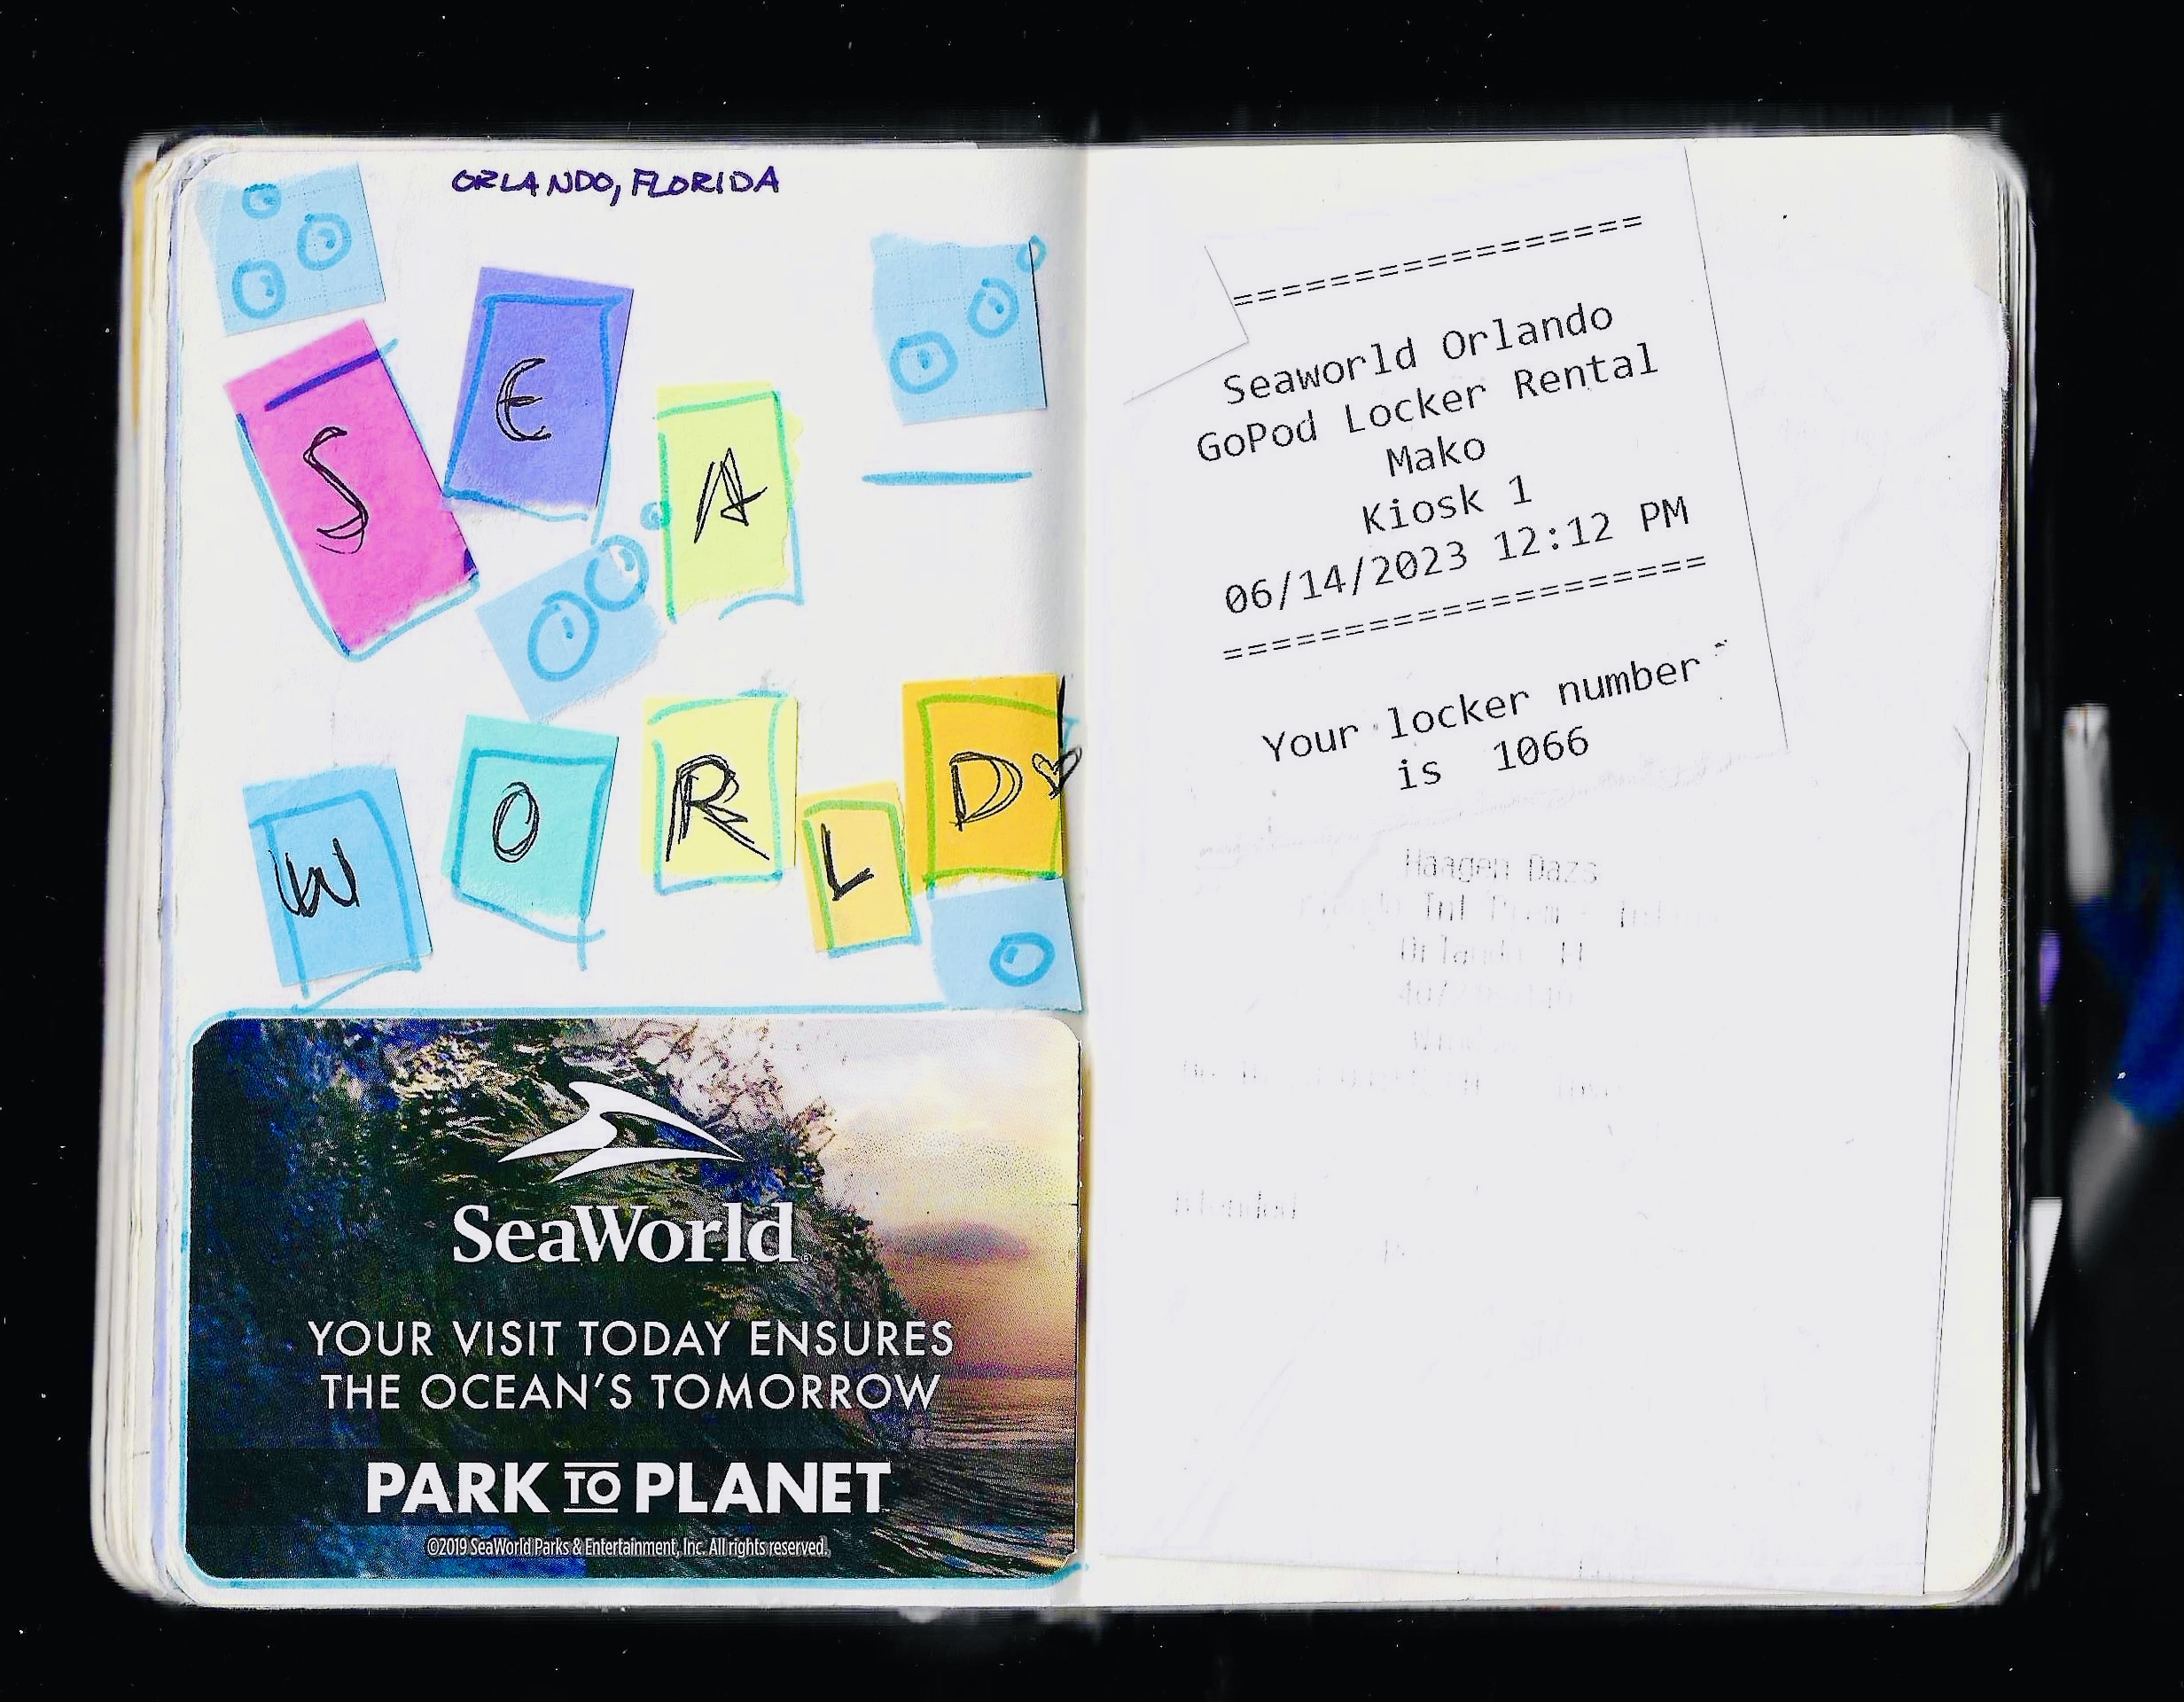 ORLANDO, FLORIDA
SEA
WORLD
SeaWorld
YOUR VISIT TODAY ENSURES
THE OCEAN'S TOMORROW
PARK TO PLANET
©2019 SeaWorld Parks & Entertainment, Inc. All rights reserved.
==================
Seaworld Orlando
GoPod Locker Rental
Mako
Kiosk 1
06/14/2023 12:12 PM
=====================
Your locker number
is 1066
Haagen Dazs